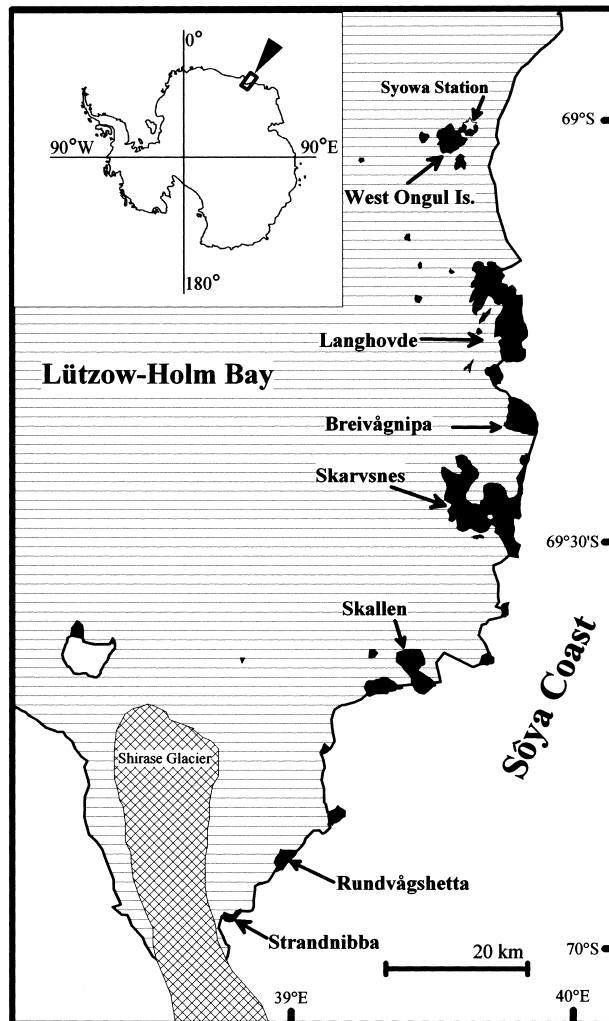 0°
90°W
90°E
180°
Syowa Station
69°S
West Ongul Is.
Langhovde
Lützow-Holm Bay
Breivågnipa
Skarvsnes
69°30'S
Skallen
Sôya Coast
Shirase Glacier
Rundvågshetta
Strandnibba
20 km
70°S
39°E
40°E